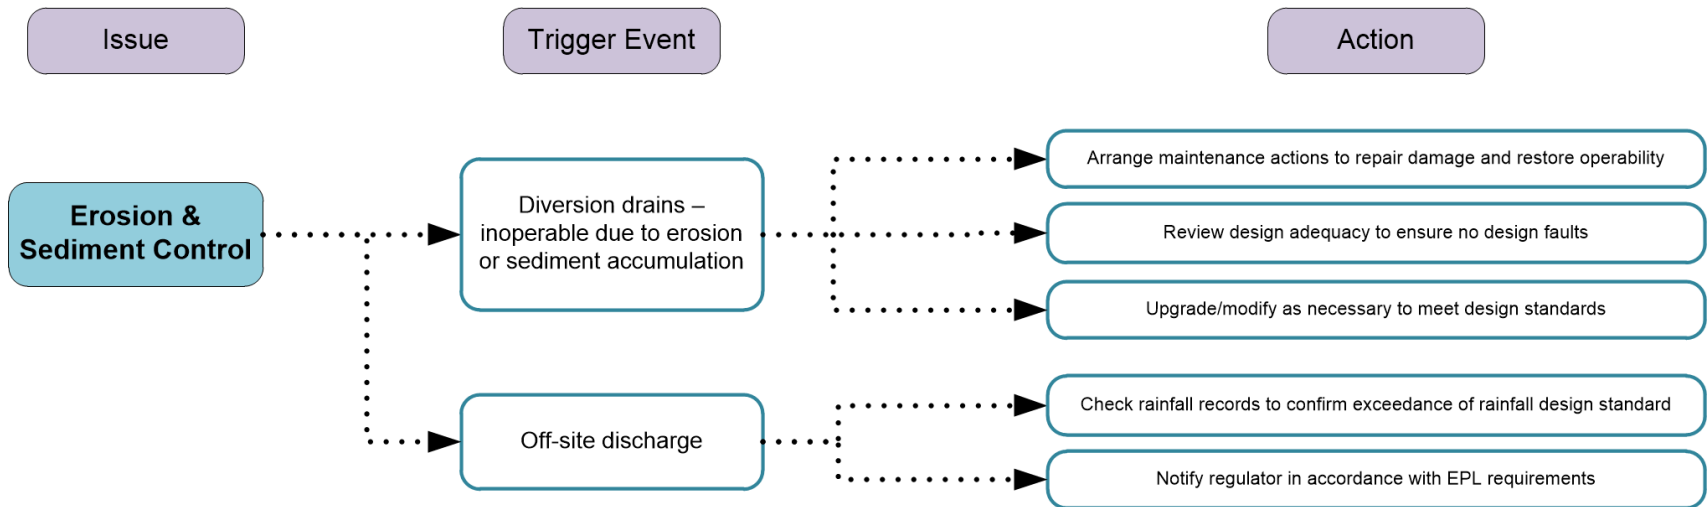 Issue
Trigger Event
Action
Erosion &
Sediment Control
Diversion drains –
inoperable due to erosion
or sediment accumulation
Arrange maintenance actions to repair damage and restore operability
Review design adequacy to ensure no design faults
Upgrade/modify as necessary to meet design standards
Off-site discharge
Check rainfall records to confirm exceedance of rainfall design standard
Notify regulator in accordance with EPL requirements